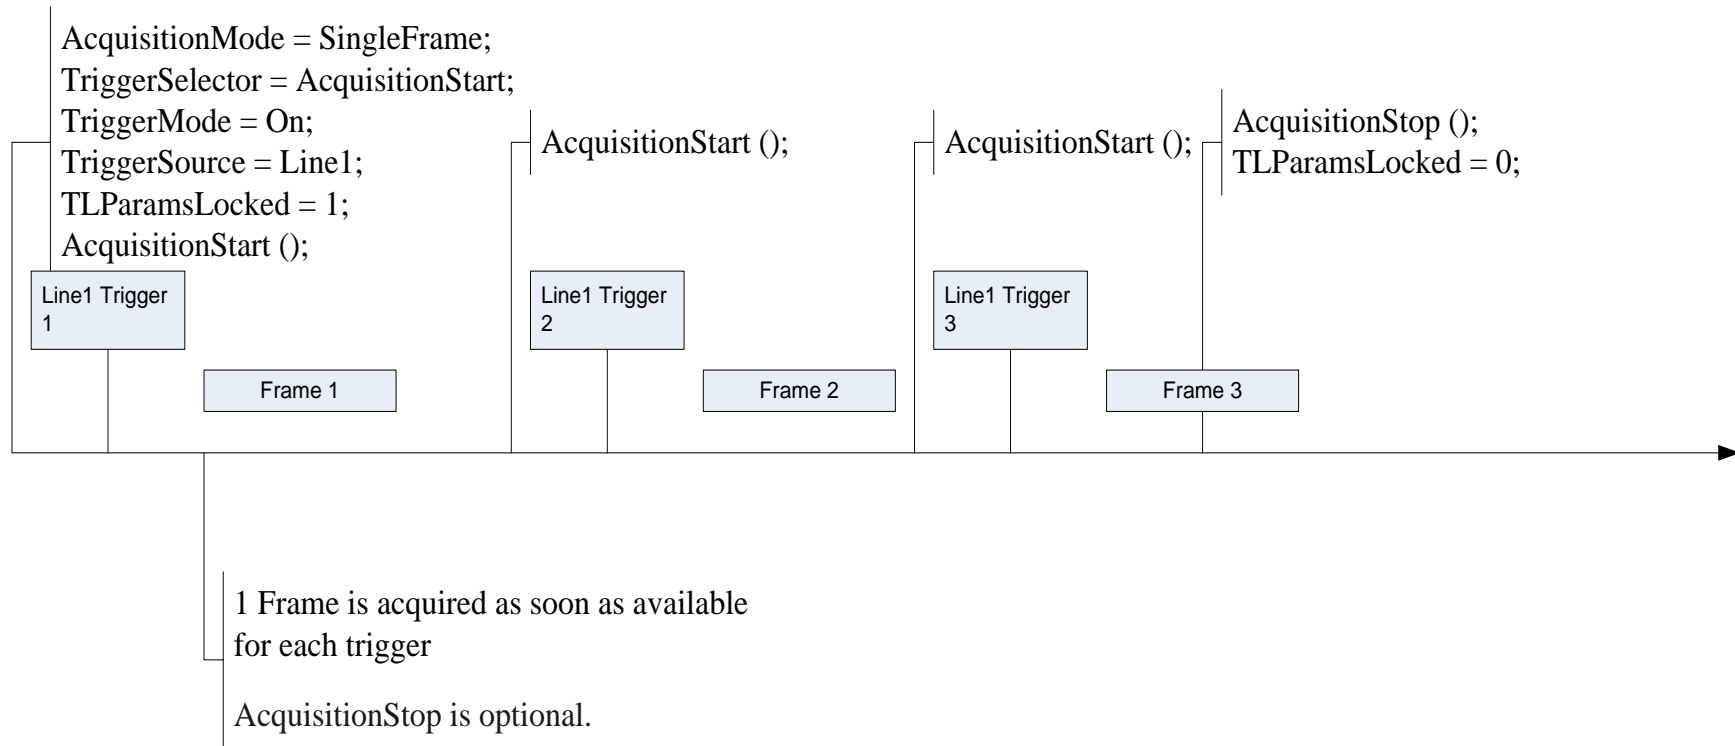 AcquisitionMode = SingleFrame;
TriggerSelector = AcquisitionStart;
TriggerMode = On;
TriggerSource = Line1;
TLParamsLocked = 1;
AcquisitionStart ();
AcquisitionStart ();
AcquisitionStart ();
AcquisitionStop ();
TLParamsLocked = 0;
Line1 Trigger
1
Line1 Trigger
2
Line1 Trigger
3
Frame 1
Frame 2
Frame 3
1 Frame is acquired as soon as available
for each trigger
AcquisitionStop is optional.